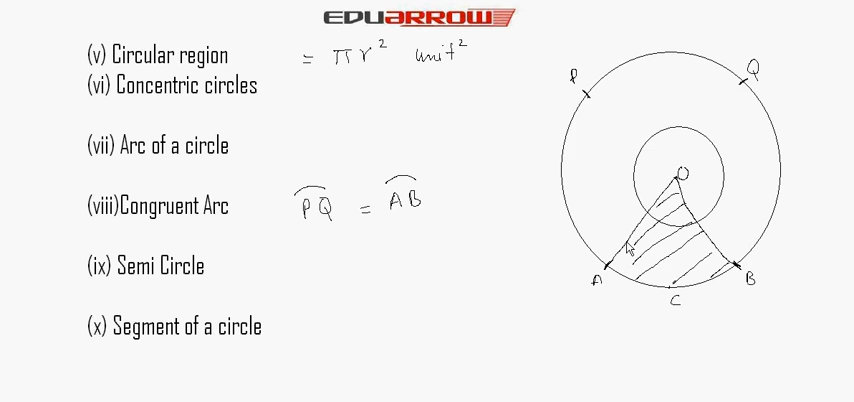 EDUARROW
(v) Circular region = πr² unit²
(vi) Concentric circles
(vii) Arc of a circle
(viii)Congruent Arc PQ = AB
(ix) Semi Circle
(x) Segment of a circle
P
Q
O
A
B
C